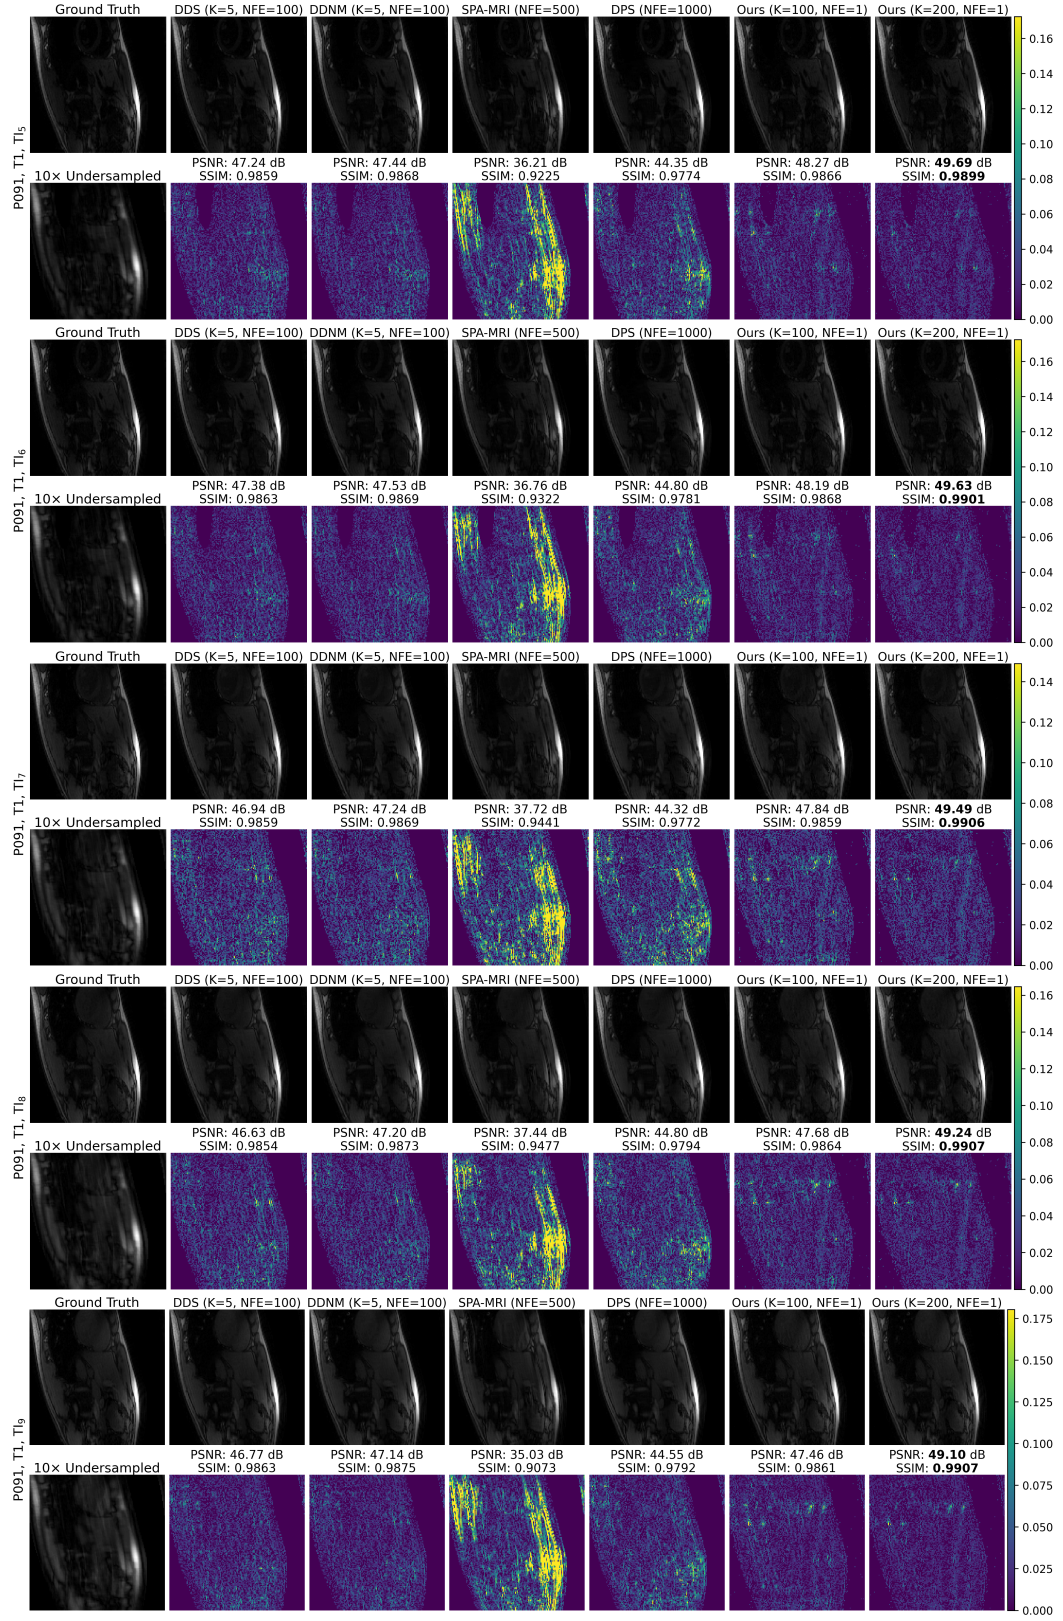 Ground Truth DDS (K=5, NFE=100) DDNM (K=5, NFE=100) SPA-MRI (NFE=500) DPS (NFE=1000) Ours (K=100, NFE=1) Ours (K=200, NFE=1)
P091, T1, TI5
PSNR: 47.24 dB PSNR: 47.44 dB PSNR: 36.21 dB PSNR: 44.35 dB PSNR: 48.27 dB PSNR: 49.69 dB
10× Undersampled SSIM: 0.9859 SSIM: 0.9868 SSIM: 0.9225 SSIM: 0.9774 SSIM: 0.9866 SSIM: 0.9899
0.16
0.14
0.12
0.10
0.08
0.06
0.04
0.02
0.00
Ground Truth DDS (K=5, NFE=100) DDNM (K=5, NFE=100) SPA-MRI (NFE=500) DPS (NFE=1000) Ours (K=100, NFE=1) Ours (K=200, NFE=1)
P091, T1, TI6
PSNR: 47.38 dB PSNR: 47.53 dB PSNR: 36.76 dB PSNR: 44.80 dB PSNR: 48.19 dB PSNR: 49.63 dB
10× Undersampled SSIM: 0.9863 SSIM: 0.9869 SSIM: 0.9322 SSIM: 0.9781 SSIM: 0.9868 SSIM: 0.9901
0.16
0.14
0.12
0.10
0.08
0.06
0.04
0.02
0.00
Ground Truth DDS (K=5, NFE=100) DDNM (K=5, NFE=100) SPA-MRI (NFE=500) DPS (NFE=1000) Ours (K=100, NFE=1) Ours (K=200, NFE=1)
P091, T1, TI7
PSNR: 46.94 dB PSNR: 47.24 dB PSNR: 37.72 dB PSNR: 44.32 dB PSNR: 47.84 dB PSNR: 49.49 dB
10× Undersampled SSIM: 0.9859 SSIM: 0.9869 SSIM: 0.9441 SSIM: 0.9772 SSIM: 0.9859 SSIM: 0.9906
0.14
0.12
0.10
0.08
0.06
0.04
0.02
0.00
Ground Truth DDS (K=5, NFE=100) DDNM (K=5, NFE=100) SPA-MRI (NFE=500) DPS (NFE=1000) Ours (K=100, NFE=1) Ours (K=200, NFE=1)
P091, T1, TI8
PSNR: 46.63 dB PSNR: 47.20 dB PSNR: 37.44 dB PSNR: 44.80 dB PSNR: 47.68 dB PSNR: 49.24 dB
10× Undersampled SSIM: 0.9854 SSIM: 0.9873 SSIM: 0.9477 SSIM: 0.9794 SSIM: 0.9864 SSIM: 0.9907
0.16
0.14
0.12
0.10
0.08
0.06
0.04
0.02
0.00
Ground Truth DDS (K=5, NFE=100) DDNM (K=5, NFE=100) SPA-MRI (NFE=500) DPS (NFE=1000) Ours (K=100, NFE=1) Ours (K=200, NFE=1)
P091, T1, TI9
PSNR: 46.77 dB PSNR: 47.14 dB PSNR: 35.03 dB PSNR: 44.55 dB PSNR: 47.46 dB PSNR: 49.10 dB
10× Undersampled SSIM: 0.9863 SSIM: 0.9875 SSIM: 0.9073 SSIM: 0.9792 SSIM: 0.9861 SSIM: 0.9907
0.175
0.150
0.125
0.100
0.075
0.050
0.025
0.000